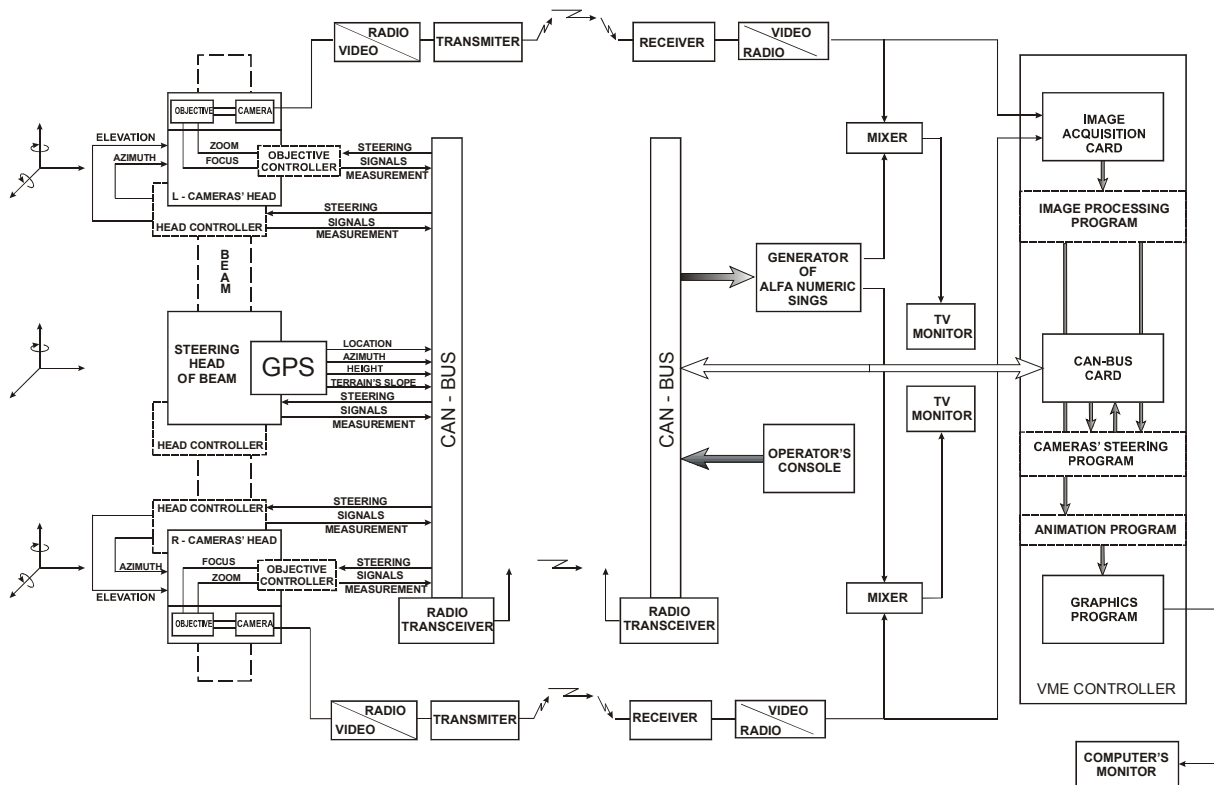 RADIO
VIDEO
TRANSMITER
RECEIVER
VIDEO
RADIO
OBJECTIVE
CAMERA
ELEVATION
AZIMUTH
ZOOM
FOCUS
OBJECTIVE
CONTROLLER
STEERING
SIGNALS
MEASUREMENT
L - CAMERAS' HEAD
HEAD CONTROLLER
STEERING
SIGNALS
MEASUREMENT
BEAM
STEERING
HEAD
OF BEAM
GPS
LOCATION
AZIMUTH
HEIGHT
TERRAIN'S SLOPE
STEERING
SIGNALS
MEASUREMENT
HEAD CONTROLLER
HEAD CONTROLLER
STEERING
SIGNALS
MEASUREMENT
R - CAMERAS' HEAD
AZIMUTH
ELEVATION
FOCUS
ZOOM
OBJECTIVE
CONTROLLER
STEERING
SIGNALS
MEASUREMENT
OBJECTIVE
CAMERA
CAN - BUS
RADIO
TRANSCEIVER
CAN - BUS
RADIO
TRANSCEIVER
RADIO
VIDEO
TRANSMITER
RECEIVER
VIDEO
RADIO
MIXER
GENERATOR
OF
ALFA NUMERIC
SINGS
TV
MONITOR
TV
MONITOR
OPERATOR'S
CONSOLE
MIXER
IMAGE
ACQUISITION
CARD
IMAGE PROCESSING
PROGRAM
CAN-BUS
CARD
CAMERAS' STEERING
PROGRAM
ANIMATION PROGRAM
GRAPHICS
PROGRAM
VME CONTROLLER
COMPUTER'S
MONITOR